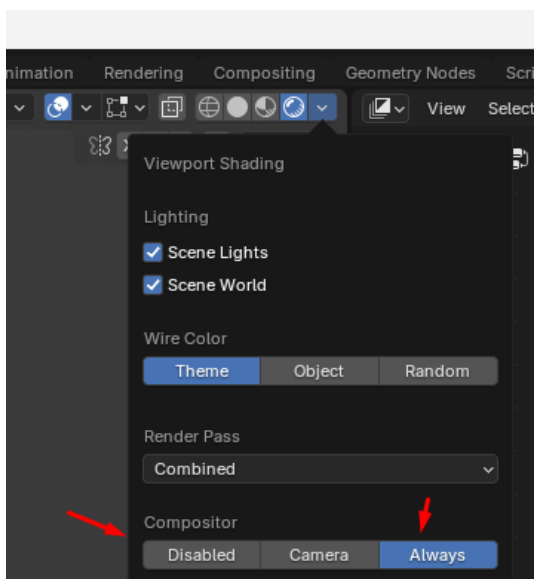 nimation Rendering Compositing Geometry Nodes Scri
View Select
Viewport Shading
Lighting
Scene Lights
Scene World
Wire Color
Theme Object Random
Render Pass
Combined
Compositor
Disabled Camera Always